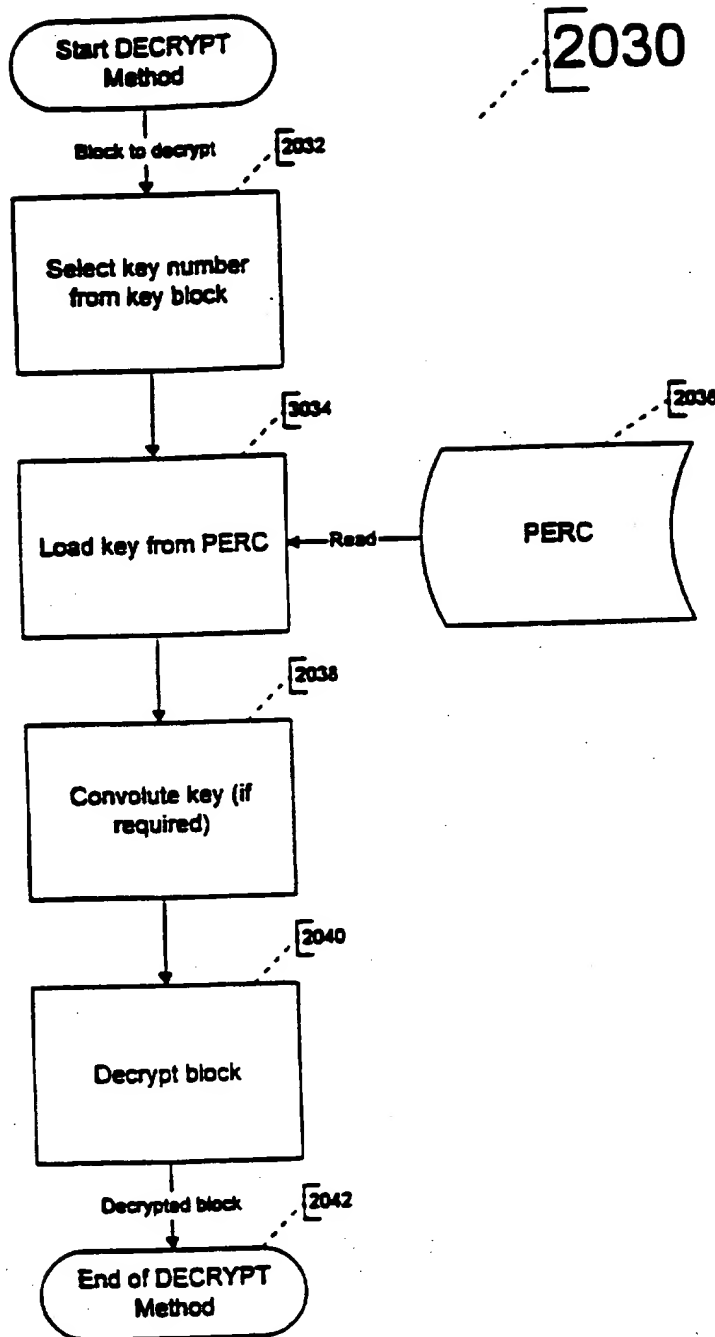 Start DECRYPT
Method
2030
Block to decrypt
2032
Select key number
from key block
3034
2036
Load key from PERC
Read
PERC
2038
Convolute key (if
required)
2040
Decrypt block
Decrypted block
2042
End of DECRYPT
Method